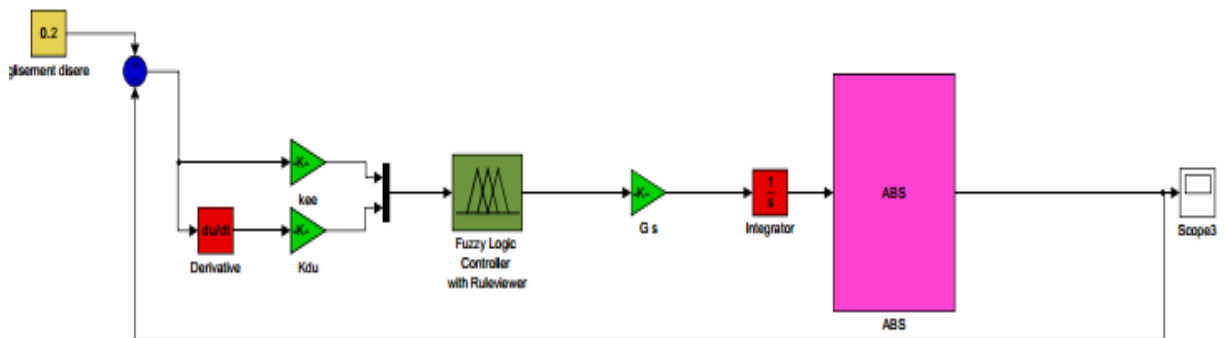 0.2
glisement disere
-K-
kee
du/dt
Derivative
-K-
Kdu
Fuzzy Logic
Controller
with Ruleviewer
-K-
G s
1
s
Integrator
ABS
ABS
Scope3